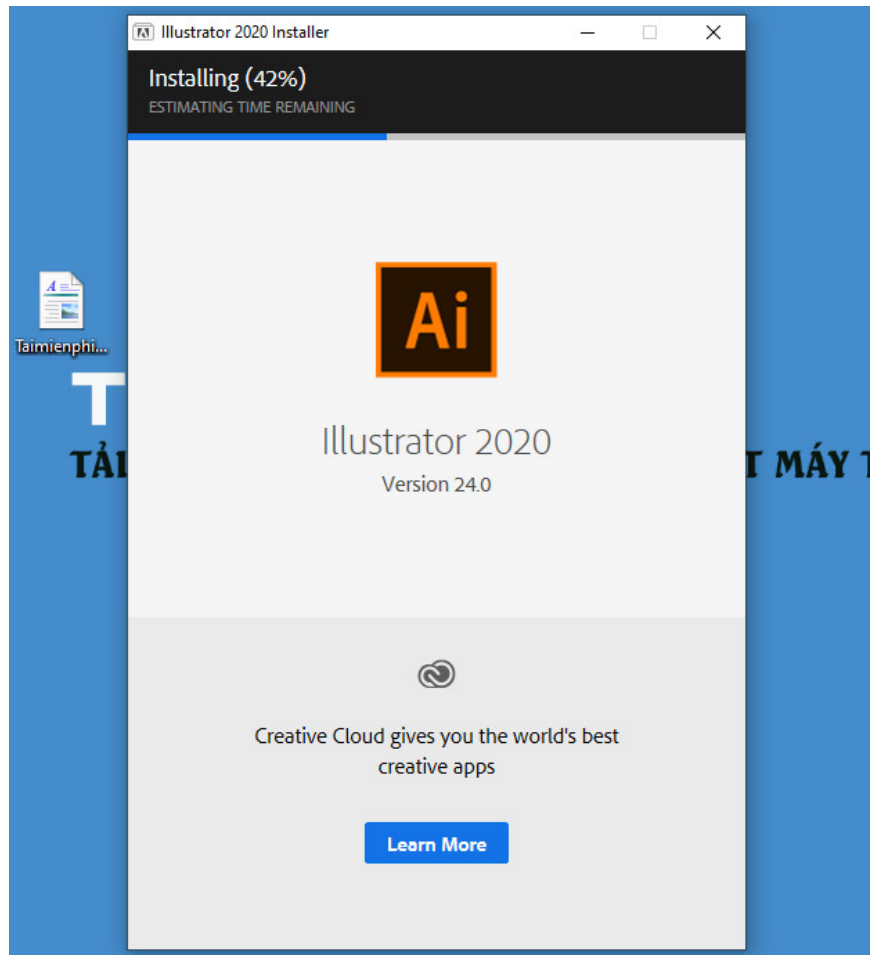 Illustrator 2020 Installer
Installing (42%)
ESTIMATING TIME REMAINING
Ai
Taimienphi...
T
TẢI
T MÁY T
Illustrator 2020
Version 24.0
Creative Cloud gives you the world's best
creative apps
Learn More